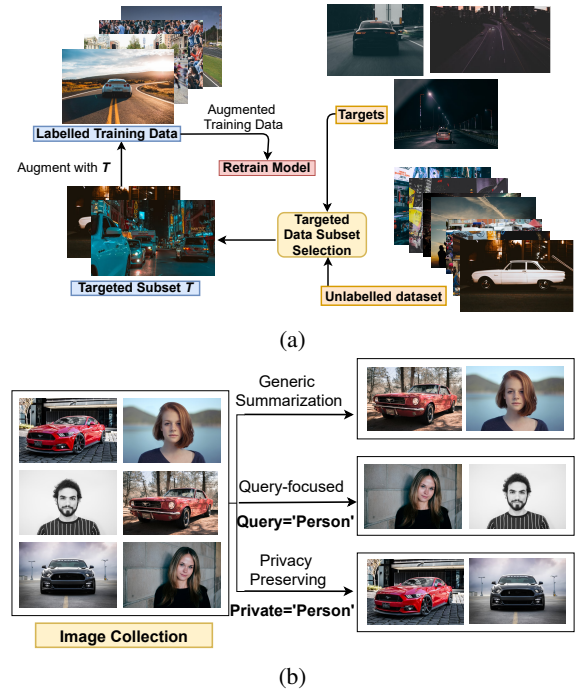 Labelled Training Data
Augmented
Training Data
Targets
Augment with T
Retrain Model
Targeted
Data Subset
Selection
Targeted Subset T
Unlabelled dataset
(a)
Generic
Summarization
Query-focused
Query='Person'
Privacy
Preserving
Private='Person'
Image Collection
(b)